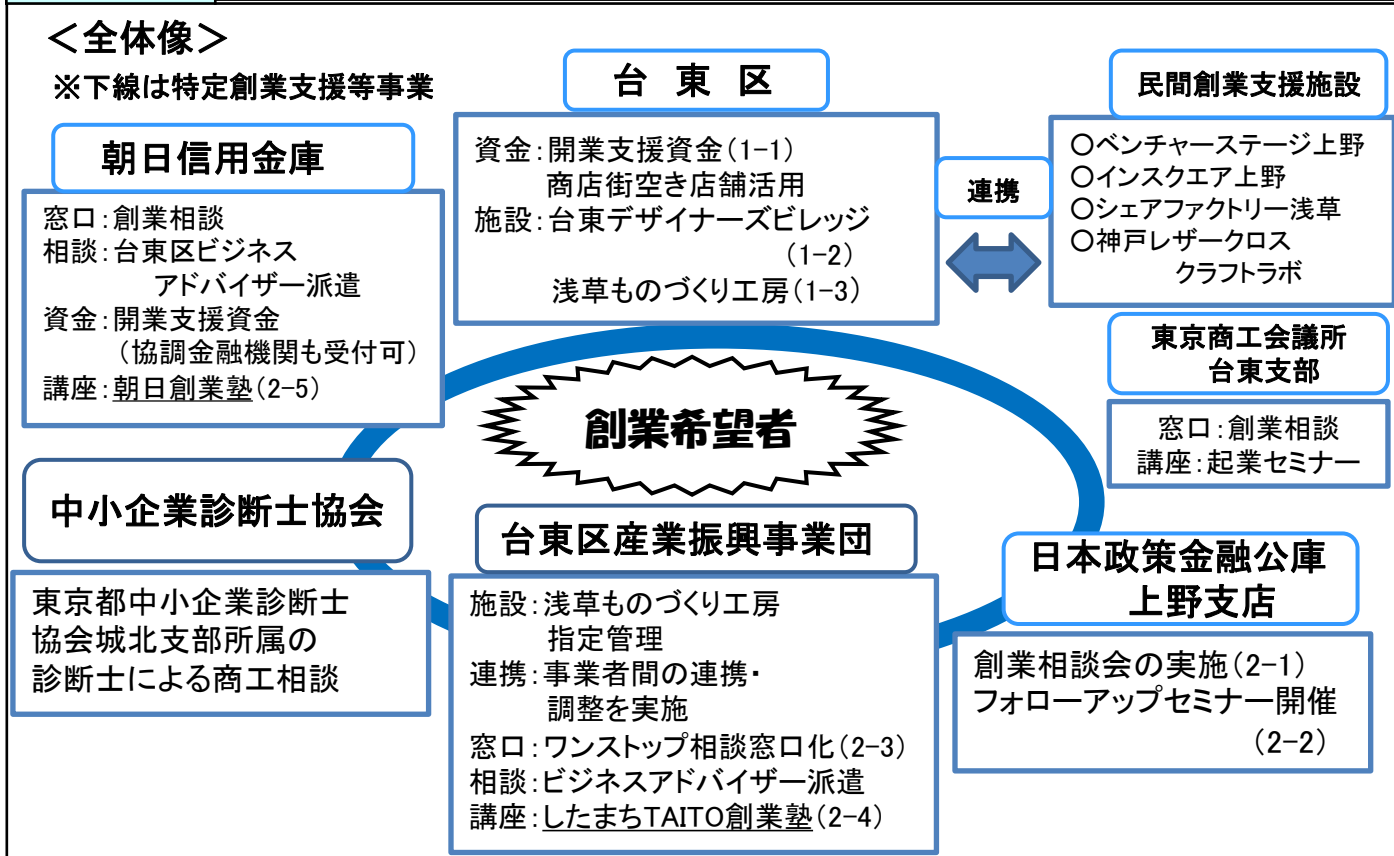 ＜全体像＞
※下線は特定創業支援等事業
朝日信用金庫
窓口：創業相談
相談：台東区ビジネス
アドバイザー派遣
資金：開業支援資金
（協調金融機関も受付可）
講座：朝日創業塾（2-5）
台東区
資金：開業支援資金（1-1）
商店街空き店舗活用
施設：台東デザイナーズビレッジ
（1-2）
浅草ものづくり工房（1-3）
連携
民間創業支援施設
○ベンチャーステージ上野
○インスクエア上野
○シェアファクトリー浅草
○神戸レザークロス
クラフトラボ
東京商工会議所
台東支部
窓口：創業相談
講座：起業セミナー
創業希望者
中小企業診断士協会
東京都中小企業診断士
協会城北支部所属の
診断士による商工相談
台東区産業振興事業団
施設：浅草ものづくり工房
指定管理
連携：事業者間の連携・
調整を実施
窓口：ワンストップ相談窓口化（2-3）
相談：ビジネスアドバイザー派遣
講座：したまちTAITO創業塾（2-4）
日本政策金融公庫
上野支店
創業相談会の実施（2-1）
フォローアップセミナー開催
（2-2）